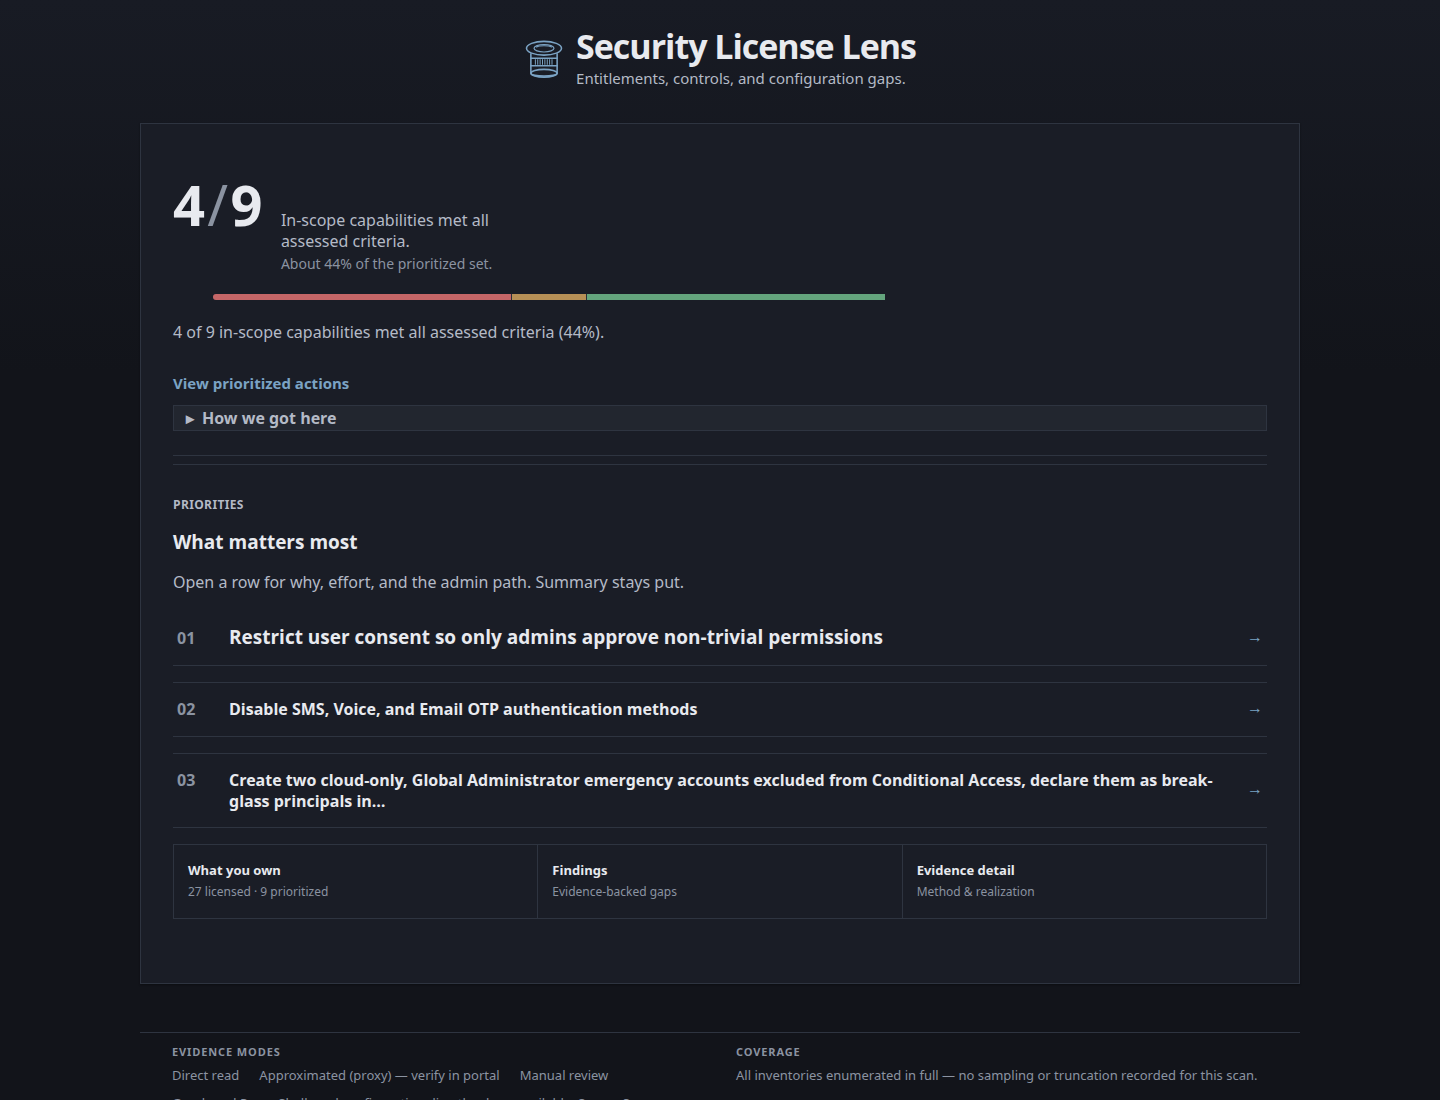 Security License Lens
Entitlements, controls, and configuration gaps.
4/9
In-scope capabilities met all
assessed criteria.
About 44% of the prioritized set.
4 of 9 in-scope capabilities met all assessed criteria (44%).
View prioritized actions
▶ How we got here
PRIORITIES
What matters most
Open a row for why, effort, and the admin path. Summary stays put.
01 Restrict user consent so only admins approve non-trivial permissions →
02 Disable SMS, Voice, and Email OTP authentication methods →
03 Create two cloud-only, Global Administrator emergency accounts excluded from Conditional Access, declare them as break-
glass principals in... →
What you own
27 licensed · 9 prioritized
Findings
Evidence-backed gaps
Evidence detail
Method & realization
EVIDENCE MODES
Direct read Approximated (proxy) — verify in portal Manual review
COVERAGE
All inventories enumerated in full — no sampling or truncation recorded for this scan.